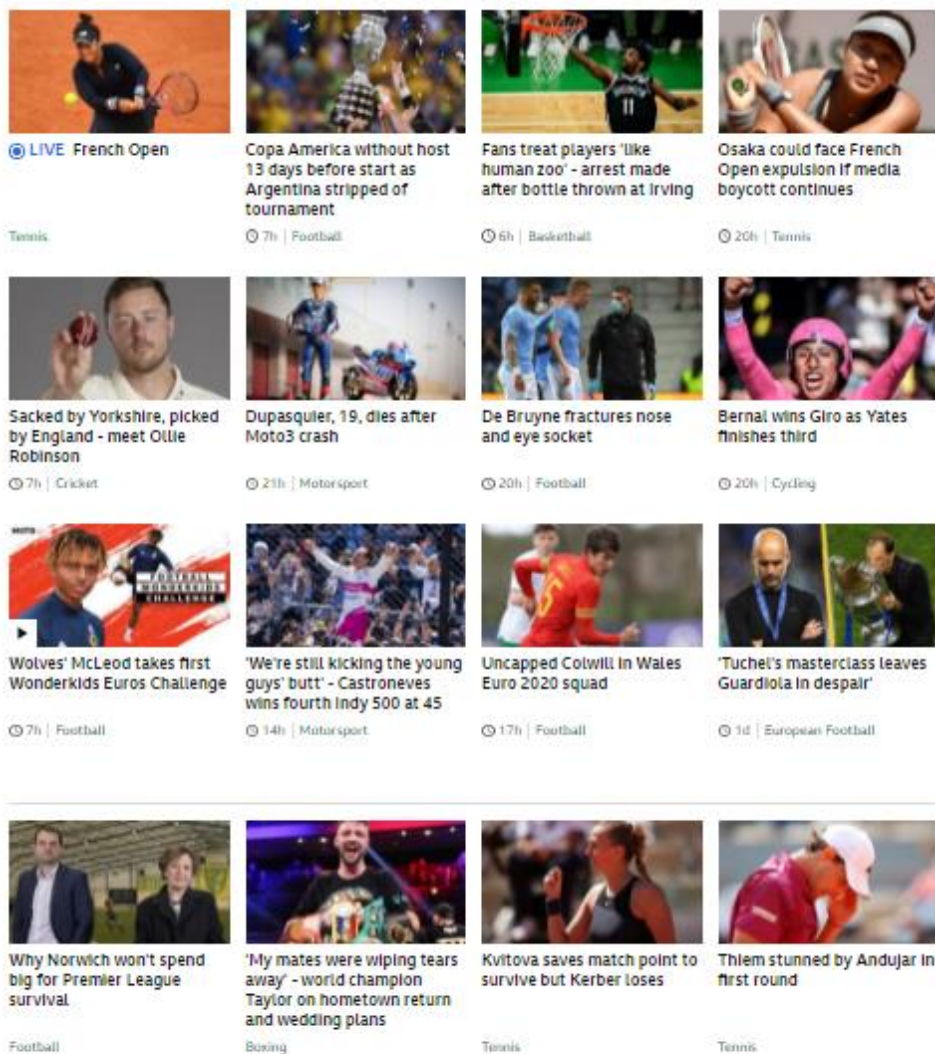 LIVE French Open
Tennis
Copa America without host
13 days before start as
Argentina stripped of
tournament
7h | Football
11
Fans treat players 'like
human zoo' - arrest made
after bottle thrown at Irving
6h | Basketball
Osaka could face French
Open expulsion if media
boycott continues
20h | Tennis
Sacked by Yorkshire, picked
by England - meet Ollie
Robinson
7h | Cricket
Dupasquier, 19, dies after
Moto3 crash
21h | Motorsport
De Bruyne fractures nose
and eye socket
20h | Football
Bernal wins Giro as Yates
finishes third
20h | Cycling
FOOTBALL
WONDERKIDS
CHALLENGE
Wolves' McLeod takes first
Wonderkids Euros Challenge
7h | Football
'We're still kicking the young
guys' butt' - Castroneves
wins fourth Indy 500 at 45
14h | Motorsport
Uncapped Colwill in Wales
Euro 2020 squad
17h | Football
'Tuchel's masterclass leaves
Guardiola in despair'
1d | European Football
Why Norwich won't spend
big for Premier League
survival
Football
'My mates were wiping tears
away' - world champion
Taylor on hometown return
and wedding plans
Boxing
Kvitova saves match point to
survive but Kerber loses
Tennis
Thiem stunned by Andujar in
first round
Tennis